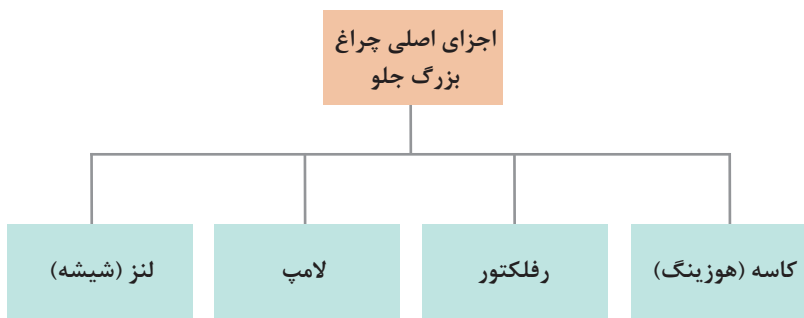 اجزای اصلی چراغ
بزرگ جلو
کاسه (هوزینگ)
رفلکتور
لامپ
لنز (شیشه)